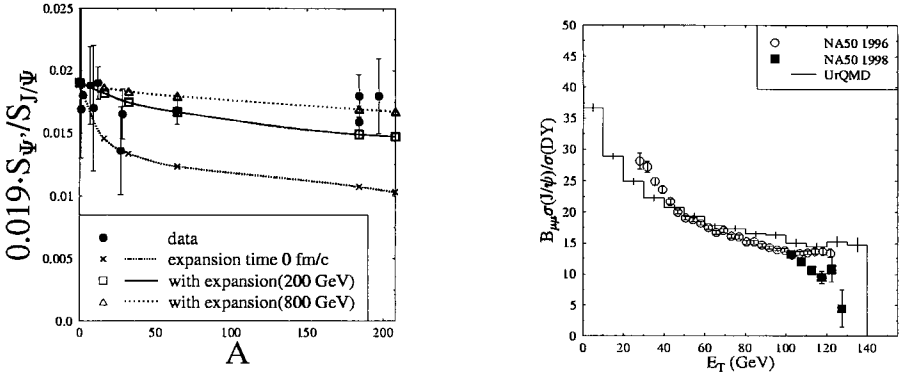 0.025
0.02
0.015
0.01
0.005
0.0
0 50 100 150 200
A
0.019·S_Ψ'/S_J/Ψ
data
expansion time 0 fm/c
with expansion(200 GeV)
with expansion(800 GeV)
50
45
40
35
30
25
20
15
10
5
0
0 20 40 60 80 100 120 140
E_T (GeV)
B_μμσ(J/ψ)/σ(DY)
NA50 1996
NA50 1998
UrQMD